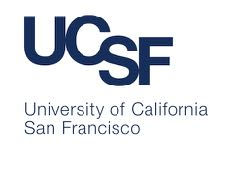 UCSF
University of California
San Francisco